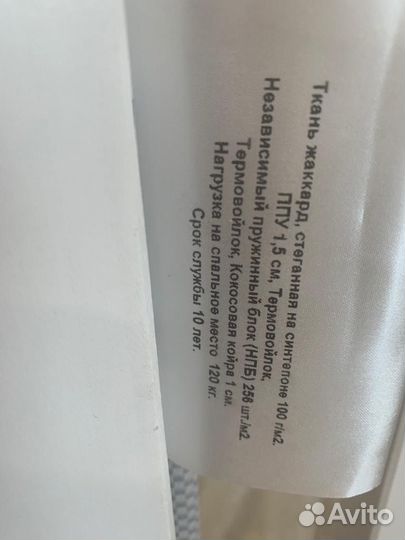 Ткань жаккард, стеганная на синтепоне 100 г/м2.
ППУ 1,5 см, Термовойлок,
Независимый пружинный блок (НПБ) 256 шт./м2.
Термовойлок, Кокосовая койра 1 см.
Нагрузка на спальное место 120 кг.
Срок службы 10 лет.
Avito